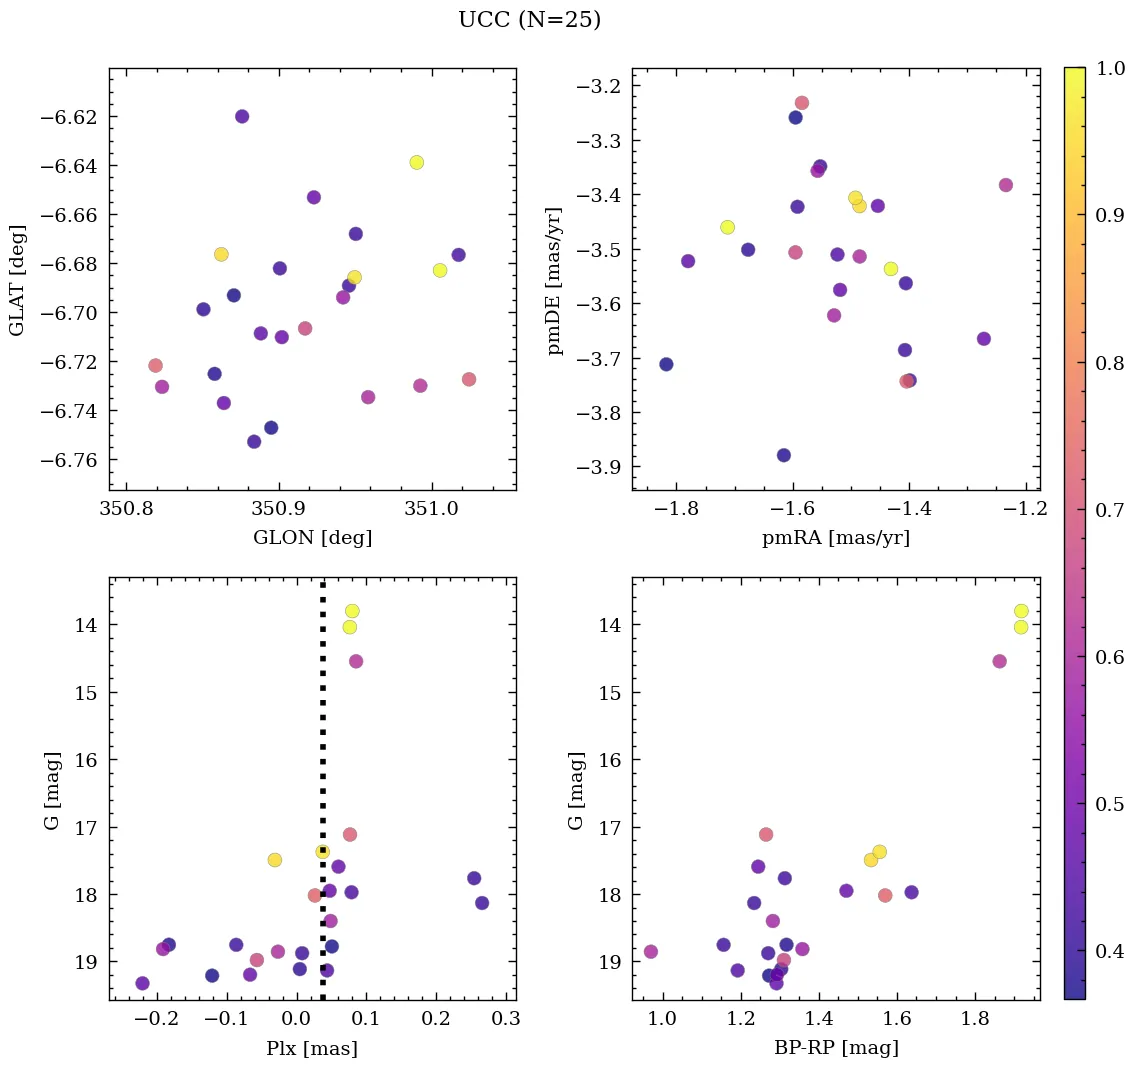 UCC (N=25)
−6.62
−6.64
−6.66
−6.68
−6.70
−6.72
−6.74
−6.76
GLAT [deg]
350.8 350.9 351.0
GLON [deg]
−3.2
−3.3
−3.4
−3.5
−3.6
−3.7
−3.8
−3.9
pmDE [mas/yr]
−1.8 −1.6 −1.4 −1.2
pmRA [mas/yr]
14
15
16
17
18
19
G [mag]
−0.2 −0.1 0.0 0.1 0.2 0.3
Plx [mas]
14
15
16
17
18
19
G [mag]
1.0 1.2 1.4 1.6 1.8
BP-RP [mag]
1.0
0.9
0.8
0.7
0.6
0.5
0.4